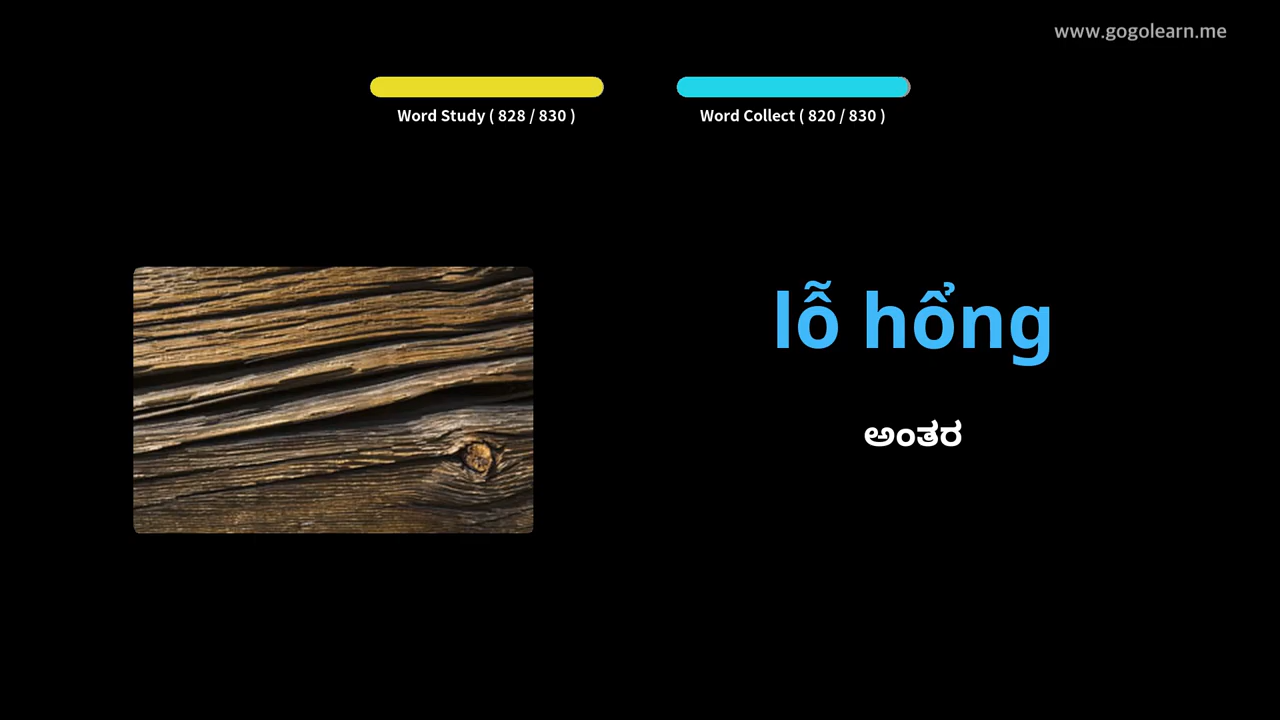 www.gogolearn.me
Word Study ( 828 / 830 )
Word Collect ( 820 / 830 )
lỗ hổng
ಅಂತರ